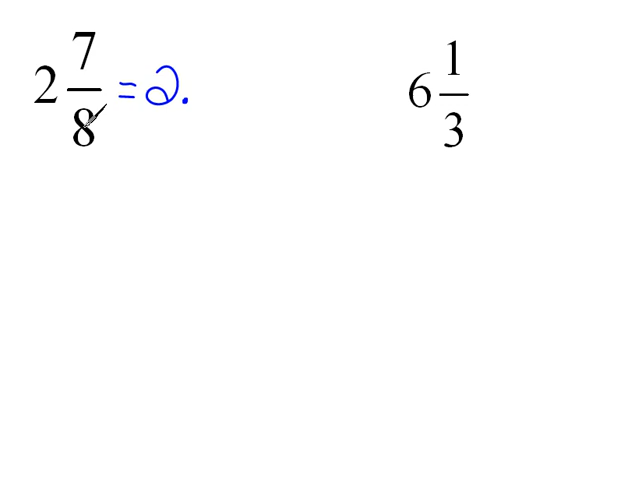 2 7/8 = 2.
6 1/3